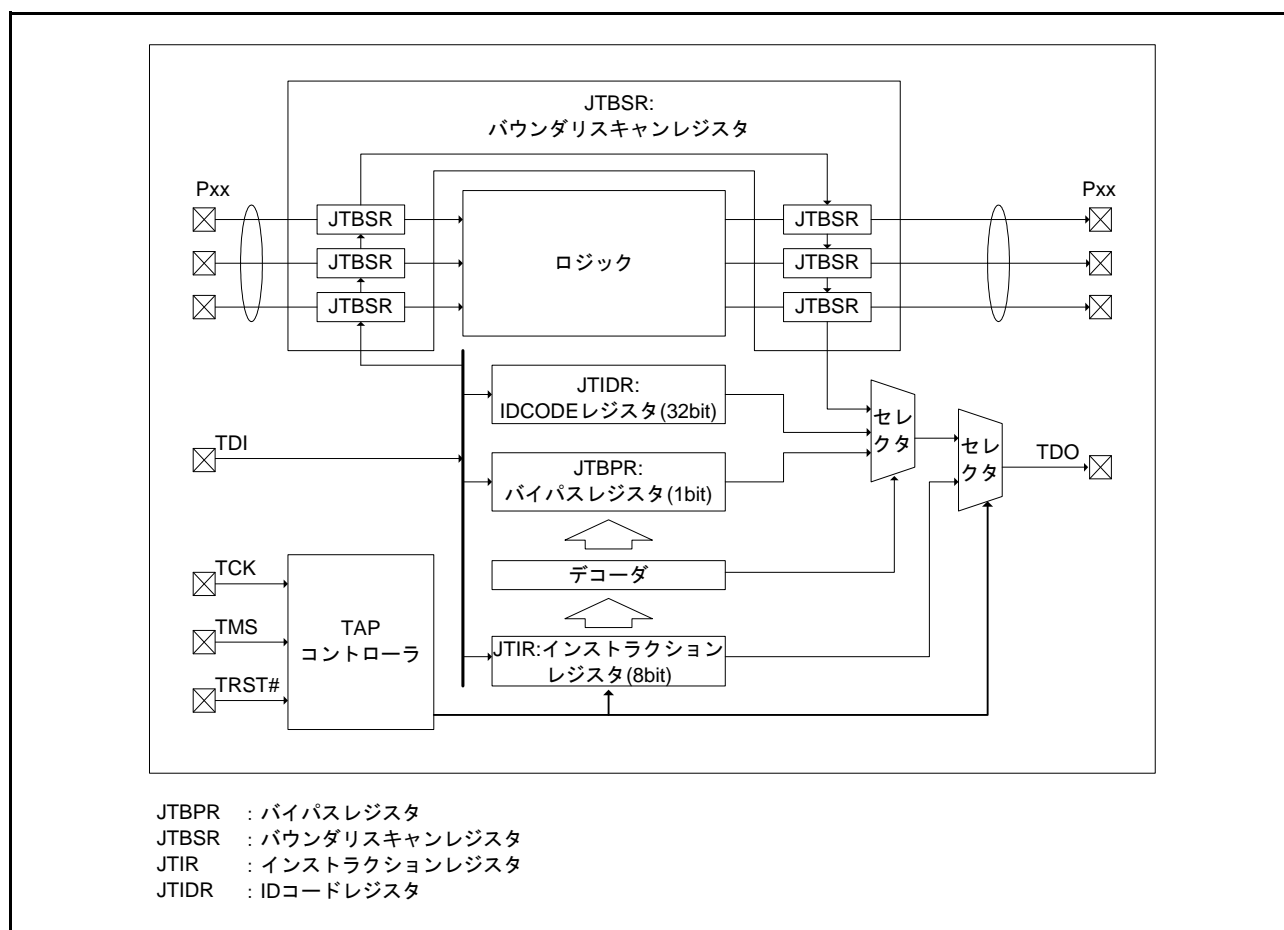 JTBSR:
バウンダリスキャンレジスタ
Pxx
Pxx
JTBSR
JTBSR
JTBSR
JTBSR
JTBSR
JTBSR
ロジック
JTIDR:
IDCODEレジスタ(32bit)
セレ
クタ
セレ
クタ
TDI
TDO
JTBPR:
バイパスレジスタ(1bit)
デコーダ
TCK
TMS
TRST#
TAP
コントローラ
JTIR:インストラクション
レジスタ(8bit)
JTBPR : バイパスレジスタ
JTBSR : バウンダリスキャンレジスタ
JTIR : インストラクションレジスタ
JTIDR : IDコードレジスタ